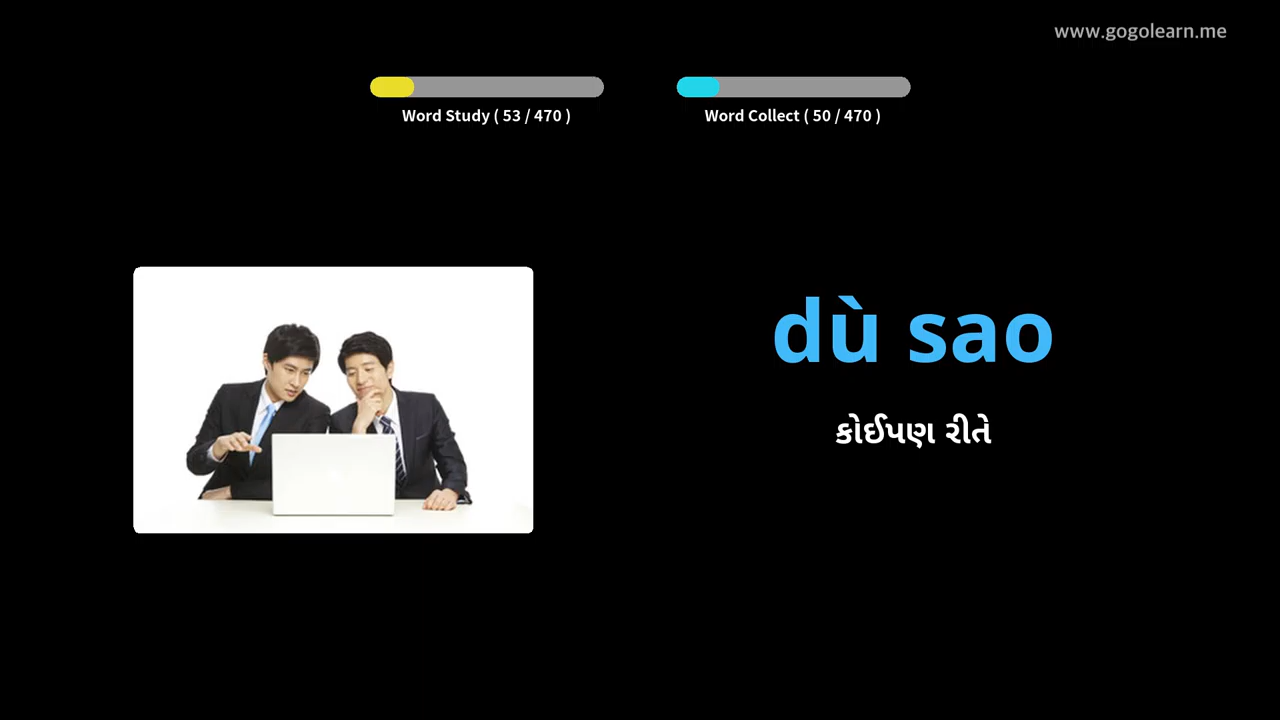 www.gogolearn.me
Word Study ( 53 / 470 )
Word Collect ( 50 / 470 )
dù sao
કોઈપણ રીતે